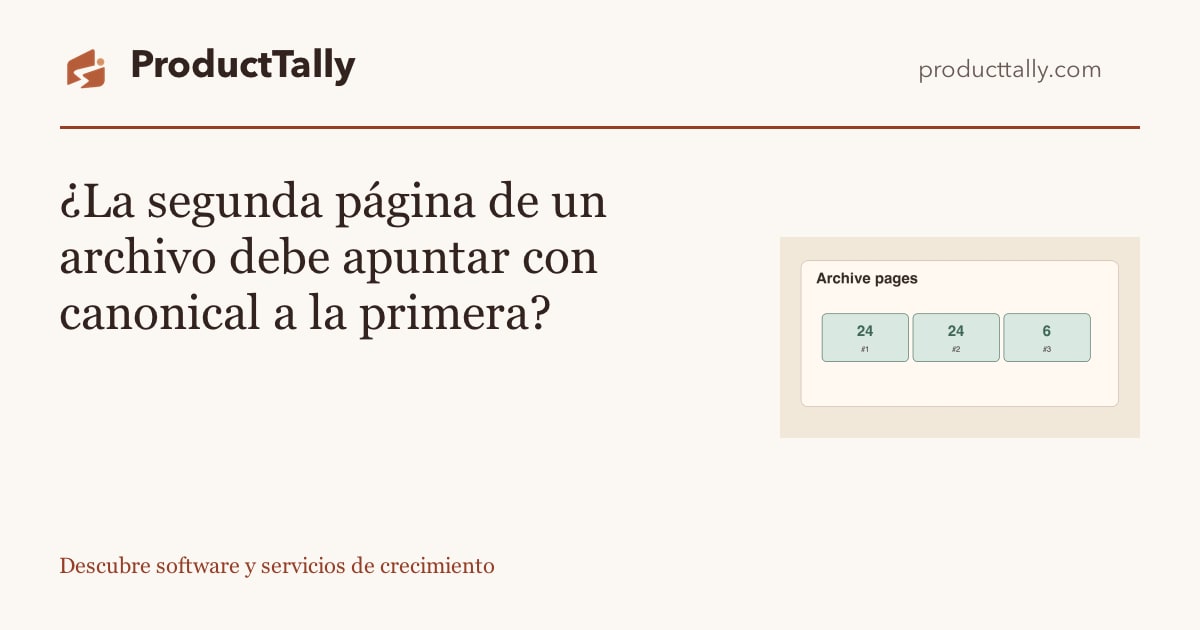 ProductTally
producttally.com
¿La segunda página de un
archivo debe apuntar con
canonical a la primera?
Archive pages
24
#1
24
#2
6
#3
Descubre software y servicios de crecimiento